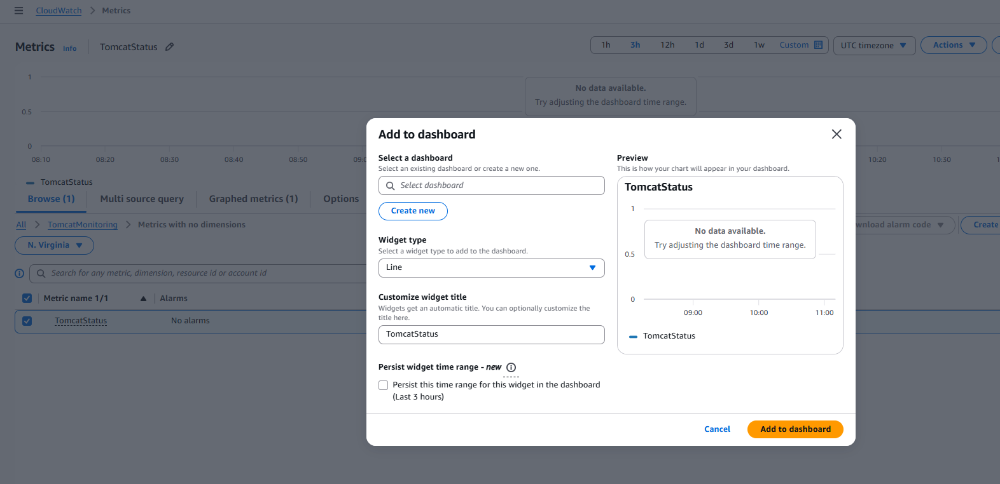 CloudWatch > Metrics
Metrics Info TomcatStatus
1h 3h 12h 1d 3d 1w Custom UTC timezone Actions
1
0.5
0
No data available.
Try adjusting the dashboard time range.
08:10 08:20 08:30 08:40 08:50 10:20 10:30
TomcatStatus
Browse (1) Multi source query Graphed metrics (1) Options
All > TomcatMonitoring > Metrics with no dimensions
alarm code Create
N. Virginia
Search for any metric, dimension, resource id or account id
Metric name 1/1 Alarms
TomcatStatus No alarms
Add to dashboard
Select a dashboard
Select an existing dashboard or create a new one.
Select dashboard
Create new
Widget type
Select a widget type to add to the dashboard.
Line
Customize widget title
Widgets get an automatic title. You can optionally customize the
title here.
TomcatStatus
Persist widget time range - new
Persist this time range for this widget in the dashboard
(Last 3 hours)
Preview
This is how your chart will appear in your dashboard.
TomcatStatus
1
No data available.
Try adjusting the dashboard time range.
0.5
0
09:00 10:00 11:00
TomcatStatus
Cancel Add to dashboard